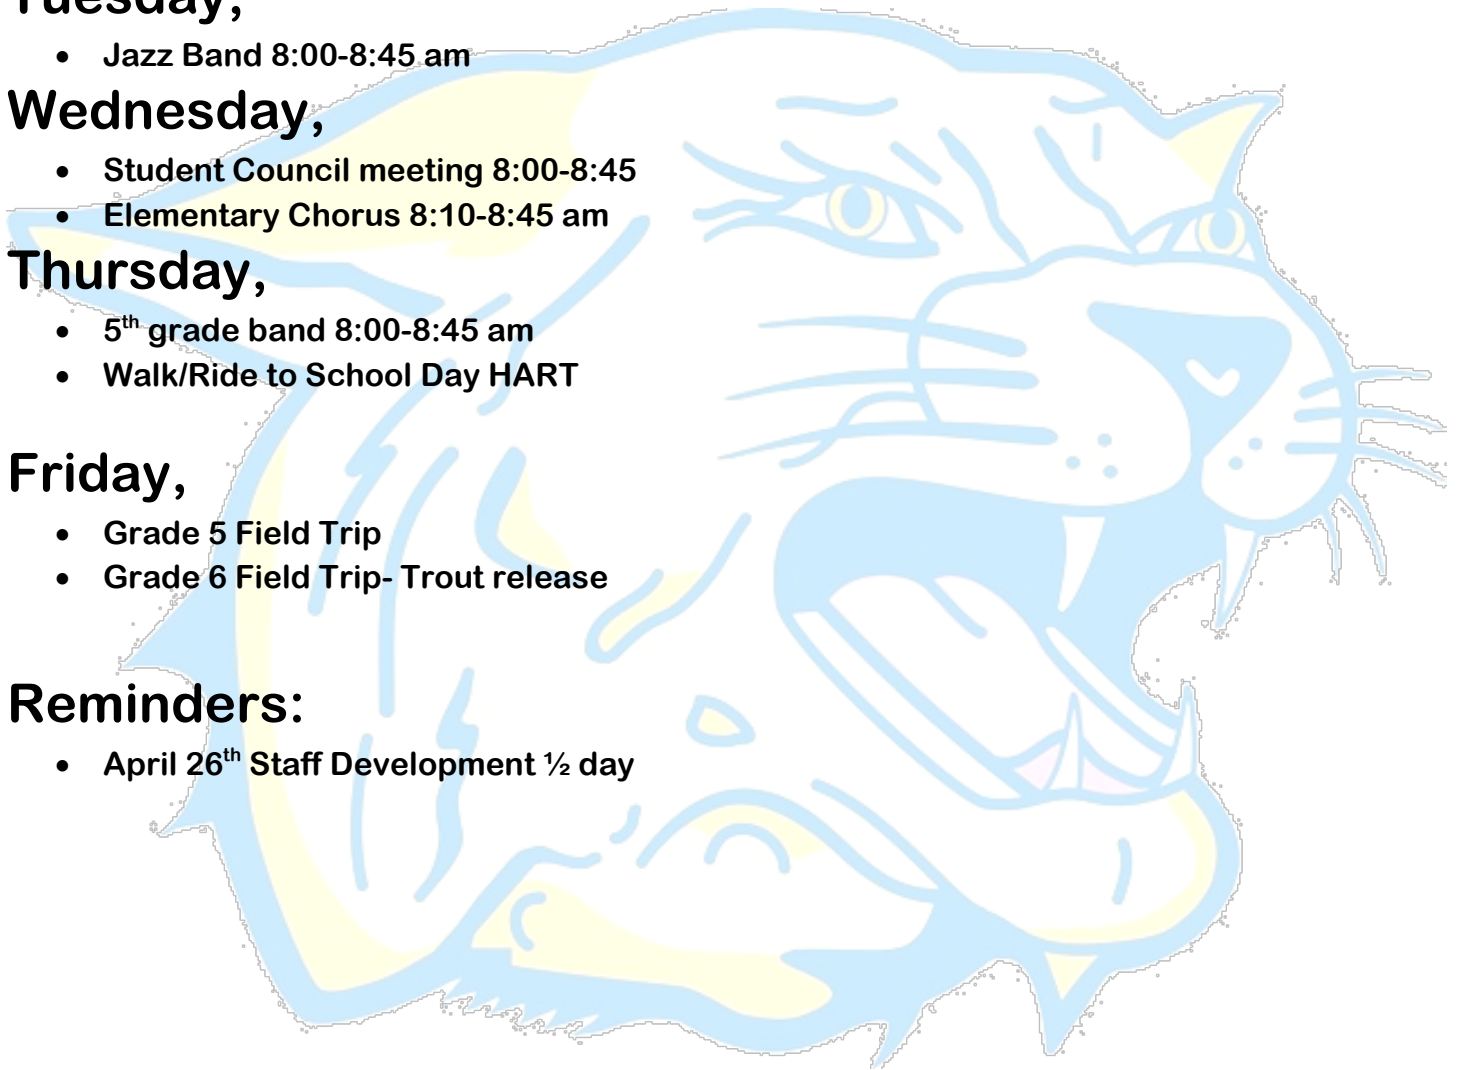 Tuesday,
• Jazz Band 8:00-8:45 am
Wednesday,
• Student Council meeting 8:00-8:45
• Elementary Chorus 8:10-8:45 am
Thursday,
• 5th grade band 8:00-8:45 am
• Walk/Ride to School Day HART
Friday,
• Grade 5 Field Trip
• Grade 6 Field Trip- Trout release
Reminders:
• April 26th Staff Development ½ day